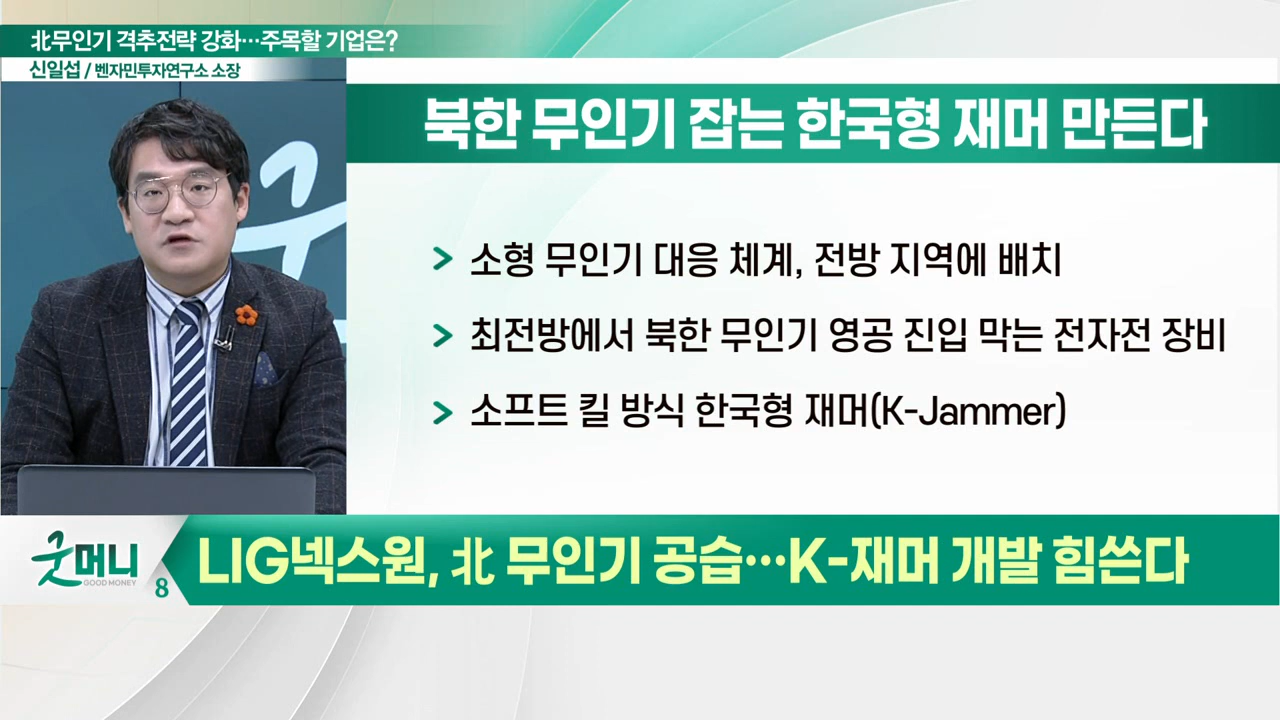 北무인기 격추전략 강화…주목할 기업은?
신일섭 / 벤자민투자연구소 소장
북한 무인기 잡는 한국형 재머 만든다
> 소형 무인기 대응 체계, 전방 지역에 배치
> 최전방에서 북한 무인기 영공 진입 막는 전자전 장비
> 소프트 킬 방식 한국형 재머(K-Jammer)
굿머니
GOOD MONEY
8
LIG넥스원, 北 무인기 공습…K-재머 개발 힘쓴다